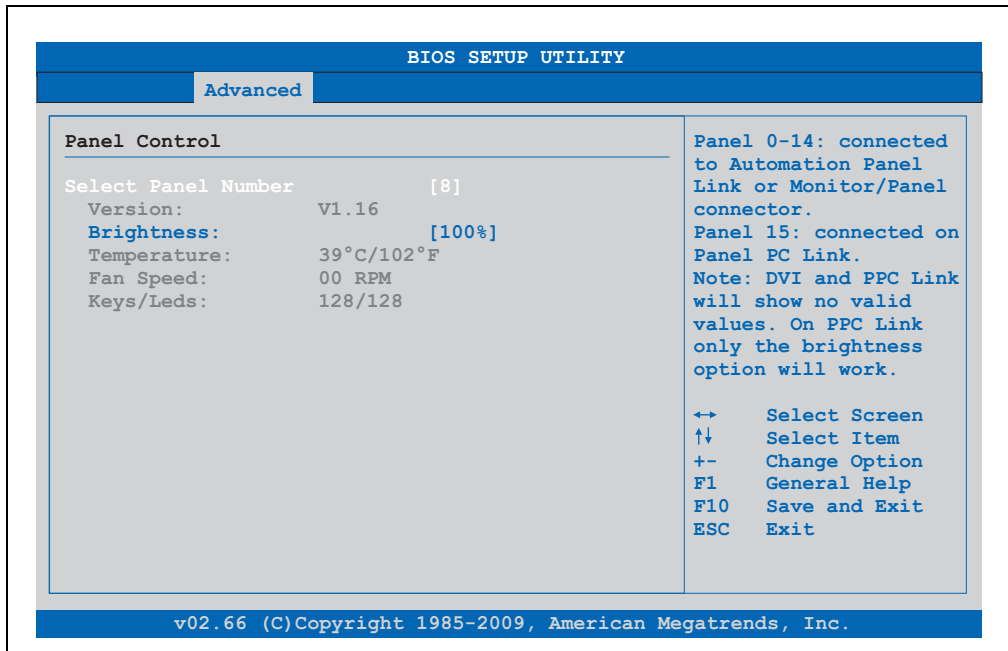 BIOS SETUP UTILITY
Advanced
Panel Control
Select Panel Number [8]
Version: V1.16
Brightness: [100%]
Temperature: 39°C/102°F
Fan Speed: 00 RPM
Keys/Leds: 128/128
Panel 0-14: connected
to Automation Panel
Link or Monitor/Panel
connector.
Panel 15: connected on
Panel PC Link.
Note: DVI and PPC Link
will show no valid
values. On PPC Link
only the brightness
option will work.
←→ Select Screen
↑↓ Select Item
+- Change Option
F1 General Help
F10 Save and Exit
ESC Exit
v02.66 (C)Copyright 1985-2009, American Megatrends, Inc.